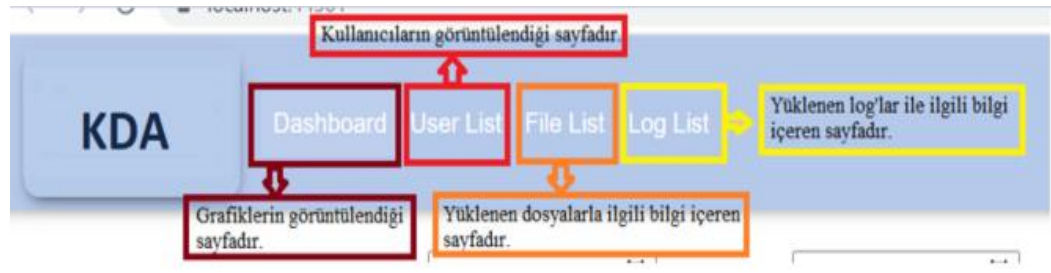 Kullanıcıların görüntülendiği sayfadır.
KDA
Dashboard
User List
File List
Log List
Yüklenen log'lar ile ilgili bilgi
içeren sayfadır.
Grafiklerin görüntülendiği
sayfadır.
Yüklenen dosyalarla ilgili bilgi içeren
sayfadır.